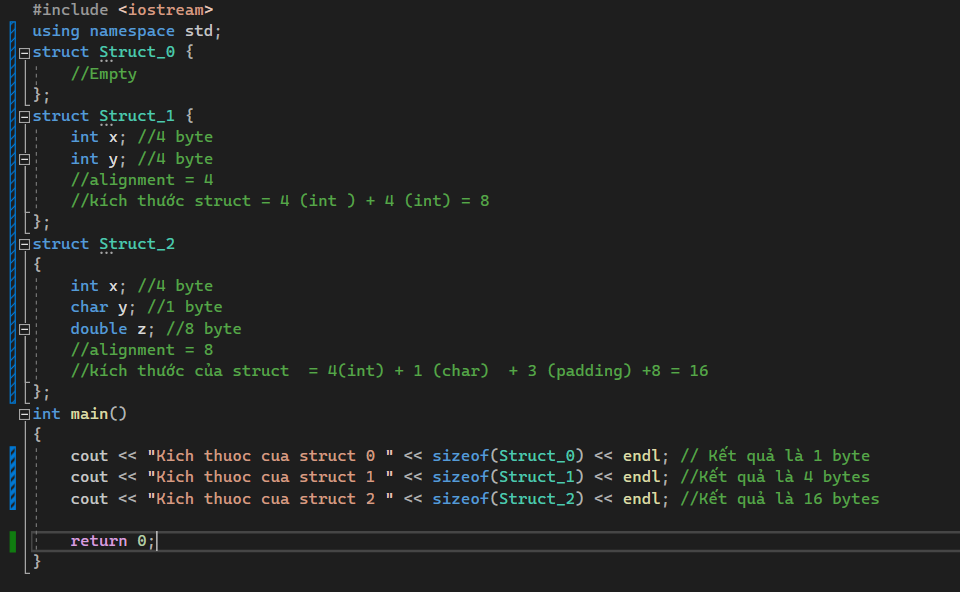 #include <iostream>
using namespace std;
struct Struct_0 {
    //Empty
};
struct Struct_1 {
    int x; //4 byte
    int y; //4 byte
    //alignment = 4
    //kích thước struct = 4 (int ) + 4 (int) = 8
};
struct Struct_2
{
    int x; //4 byte
    char y; //1 byte
    double z; //8 byte
    //alignment = 8
    //kích thước của struct  = 4(int) + 1 (char)  + 3 (padding) +8 = 16
};
int main()
{
    cout << "Kich thuoc cua struct 0 " << sizeof(Struct_0) << endl; // Kết quả là 1 byte
    cout << "Kich thuoc cua struct 1 " << sizeof(Struct_1) << endl; //Kết quả là 4 bytes
    cout << "Kich thuoc cua struct 2 " << sizeof(Struct_2) << endl; //Kết quả là 16 bytes
    return 0;
}